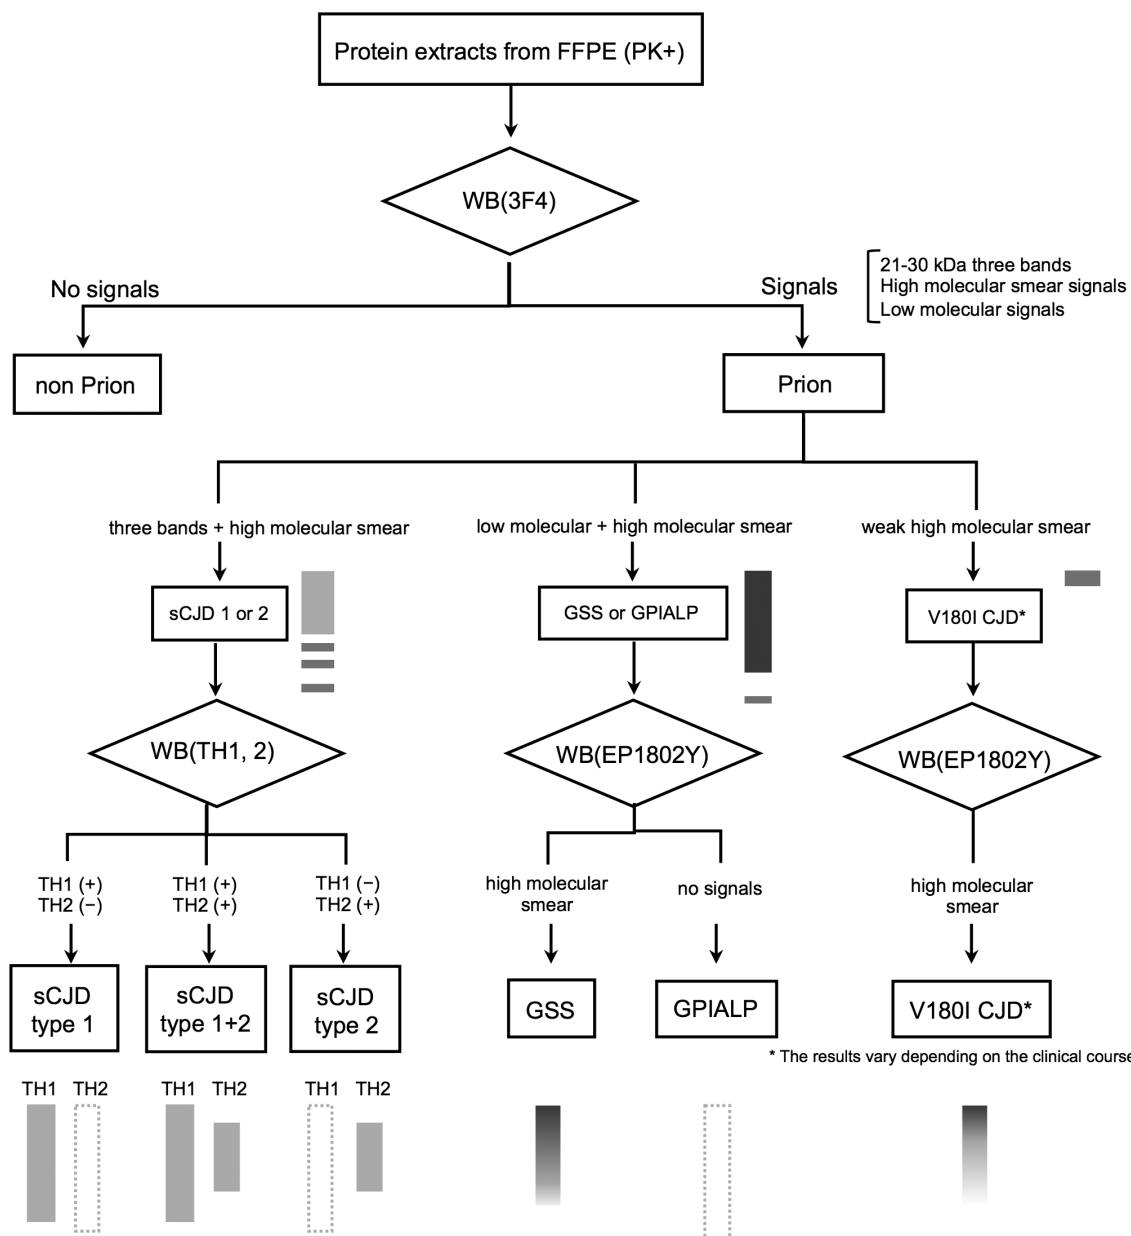 Protein extracts from FFPE (PK+)
WB(3F4)
No signals
Signals
21-30 kDa three bands
High molecular smear signals
Low molecular signals
non Prion
Prion
three bands + high molecular smear
low molecular + high molecular smear
weak high molecular smear
sCJD 1 or 2
GSS or GPIALP
V180I CJD*
WB(TH1, 2)
WB(EP1802Y)
WB(EP1802Y)
TH1 (+)
TH2 (−)
TH1 (+)
TH2 (+)
TH1 (−)
TH2 (+)
high molecular
smear
no signals
high molecular
smear
sCJD
type 1
sCJD
type 1+2
sCJD
type 2
GSS
GPIALP
V180I CJD*
* The results vary depending on the clinical course
TH1 TH2
TH1 TH2
TH1 TH2